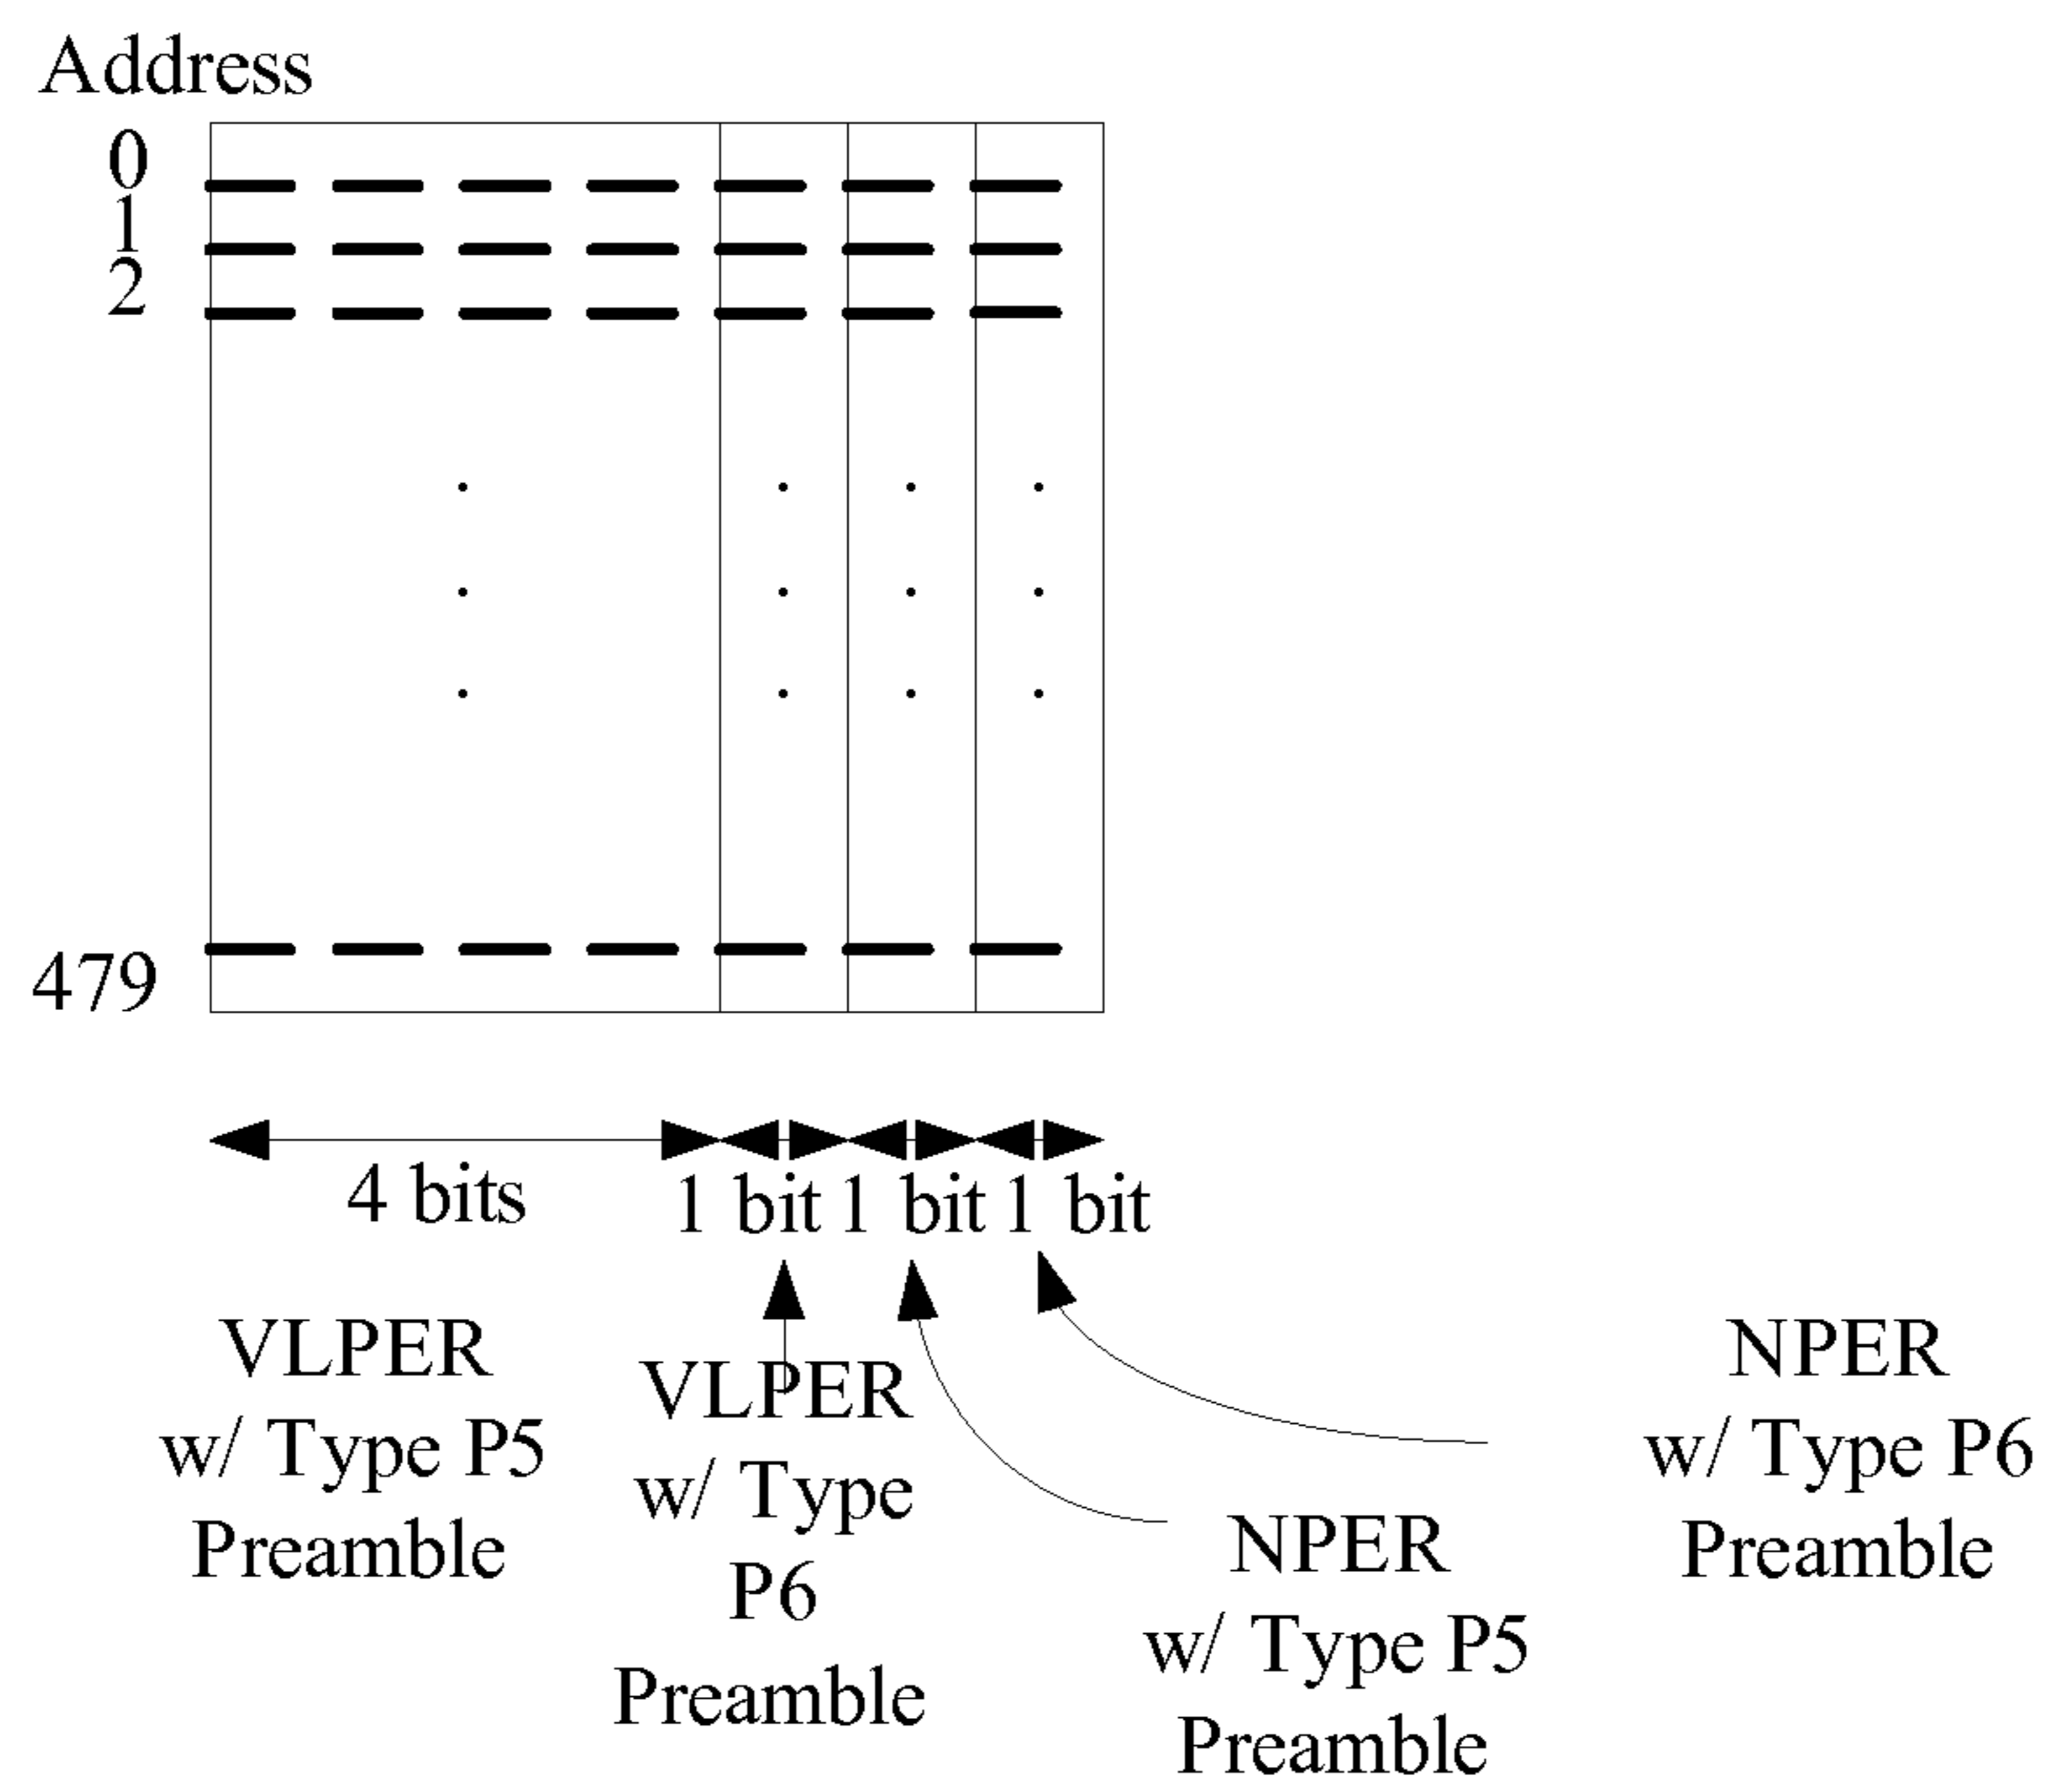 Address
0
1
2
479
4 bits
1 bit
1 bit
1 bit
VLPER
w/ Type P5
Preamble
VLPER
w/ Type
P6
Preamble
NPER
w/ Type P5
Preamble
NPER
w/ Type P6
Preamble